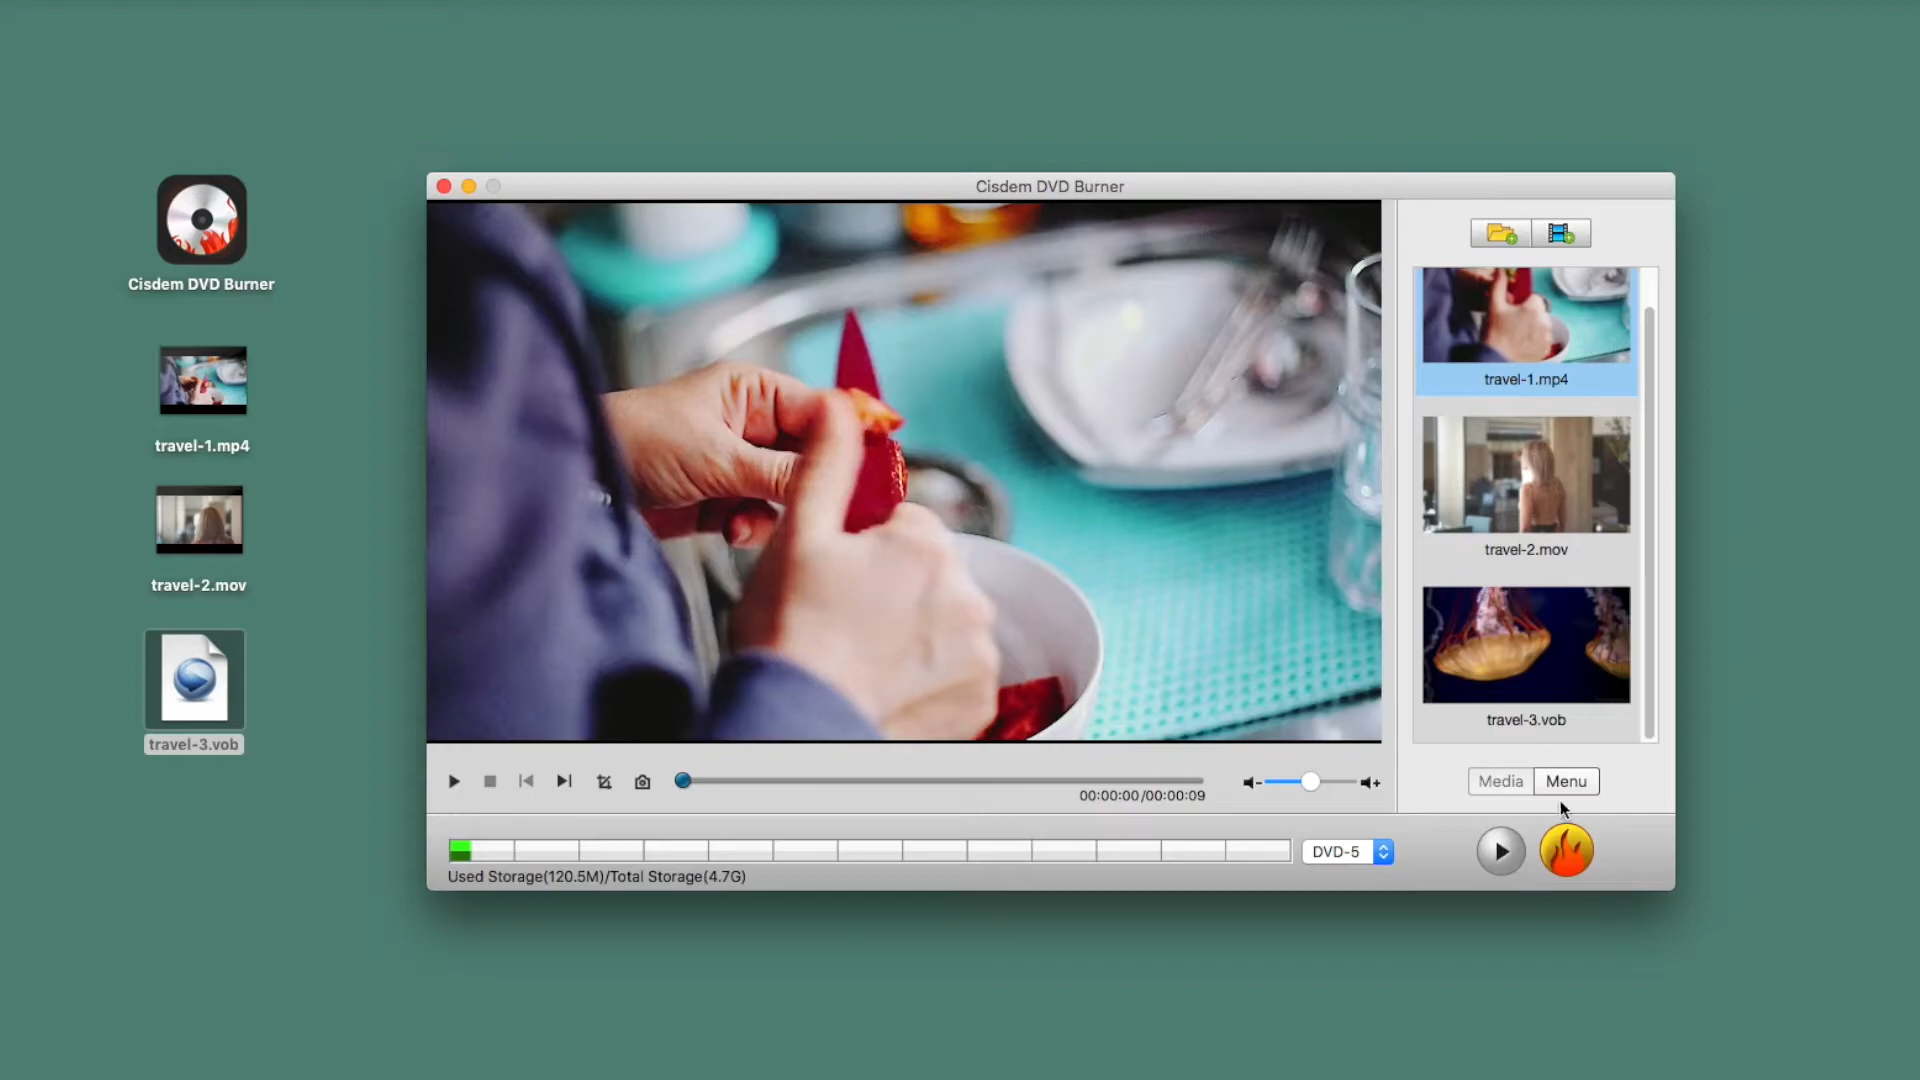 Cisdem DVD Burner
Cisdem DVD Burner
travel-1.mp4
travel-2.mov
travel-3.vob
travel-1.mp4
travel-2.mov
travel-3.vob
00:00:00/00:00:09
Media
Menu
DVD-5
Used Storage(120.5M)/Total Storage(4.7G)